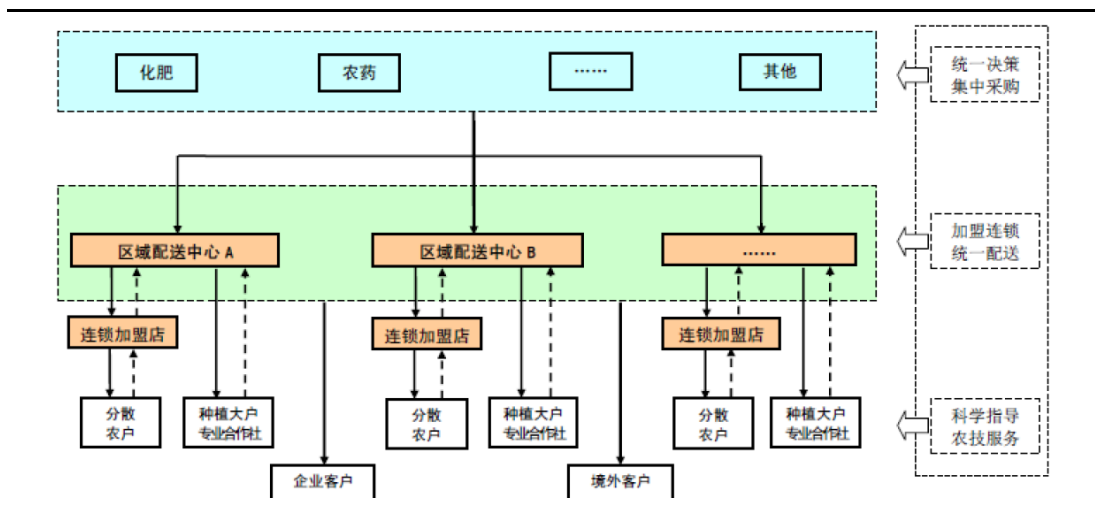 化肥
农药
……
其他
统一决策
集中采购
区域配送中心 A
区域配送中心 B
……
加盟连锁
统一配送
连锁加盟店
连锁加盟店
连锁加盟店
分散
农户
种植大户
专业合作社
分散
农户
种植大户
专业合作社
分散
农户
种植大户
专业合作社
科学指导
农技服务
企业客户
境外客户